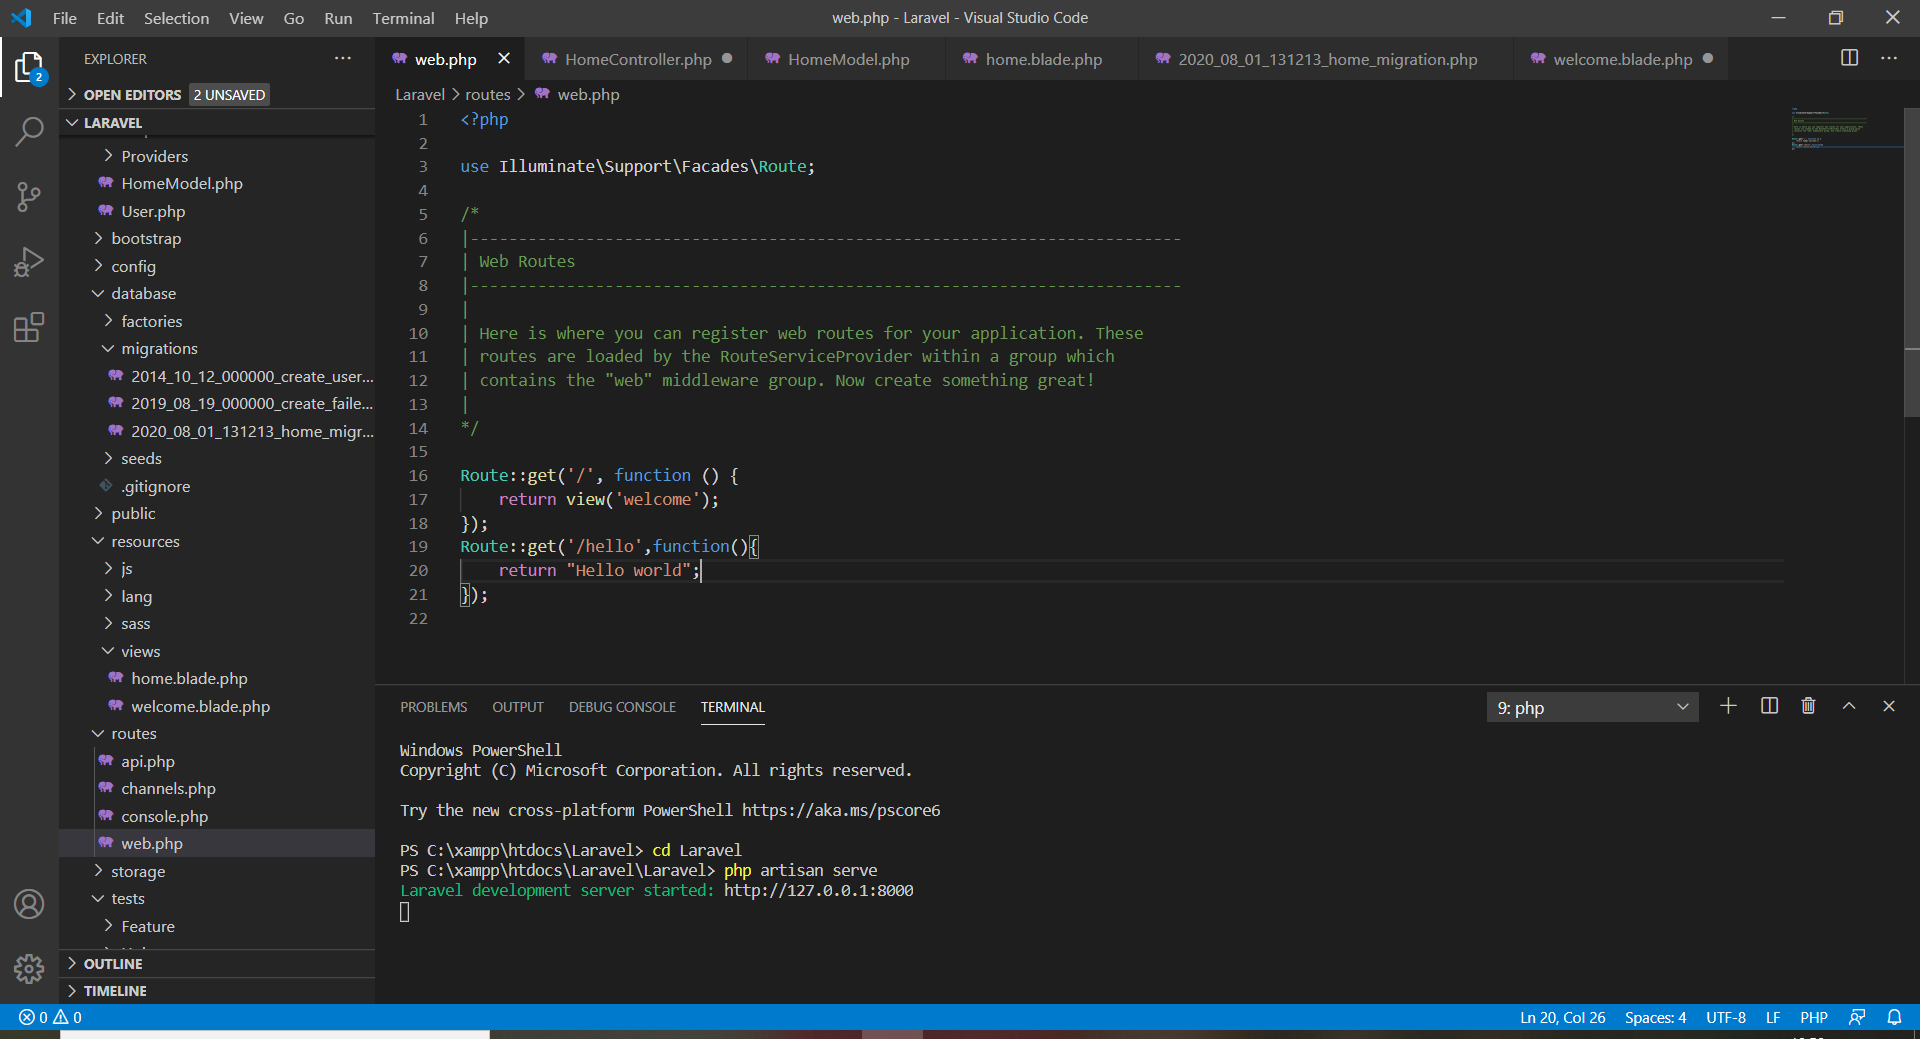 File Edit Selection View Go Run Terminal Help
web.php - Laravel - Visual Studio Code
2
EXPLORER
OPEN EDITORS 2 UNSAVED
LARAVEL
Providers
HomeModel.php
User.php
bootstrap
config
database
factories
migrations
2014_10_12_000000_create_user...
2019_08_19_000000_create_faile...
2020_08_01_131213_home_migr...
seeds
.gitignore
public
resources
js
lang
sass
views
home.blade.php
welcome.blade.php
routes
api.php
channels.php
console.php
web.php
storage
tests
Feature
OUTLINE
TIMELINE
web.php HomeController.php HomeModel.php home.blade.php 2020_08_01_131213_home_migration.php welcome.blade.php
Laravel > routes > web.php
1 <?php
2
3 use Illuminate\Support\Facades\Route;
4
5 /*
6 |--------------------------------------------------------------------------
7 | Web Routes
8 |--------------------------------------------------------------------------
9 |
10 | Here is where you can register web routes for your application. These
11 | routes are loaded by the RouteServiceProvider within a group which
12 | contains the "web" middleware group. Now create something great!
13 |
14 */
15
16 Route::get('/', function () {
17     return view('welcome');
18 });
19 Route::get('/hello',function(){
20     return "Hello world";
21 });
22
PROBLEMS OUTPUT DEBUG CONSOLE TERMINAL
9: php
Windows PowerShell
Copyright (C) Microsoft Corporation. All rights reserved.
Try the new cross-platform PowerShell https://aka.ms/pscore6
PS C:\xampp\htdocs\Laravel> cd Laravel
PS C:\xampp\htdocs\Laravel\Laravel> php artisan serve
Laravel development server started: http://127.0.0.1:8000
0 0
Ln 20, Col 26 Spaces: 4 UTF-8 LF PHP